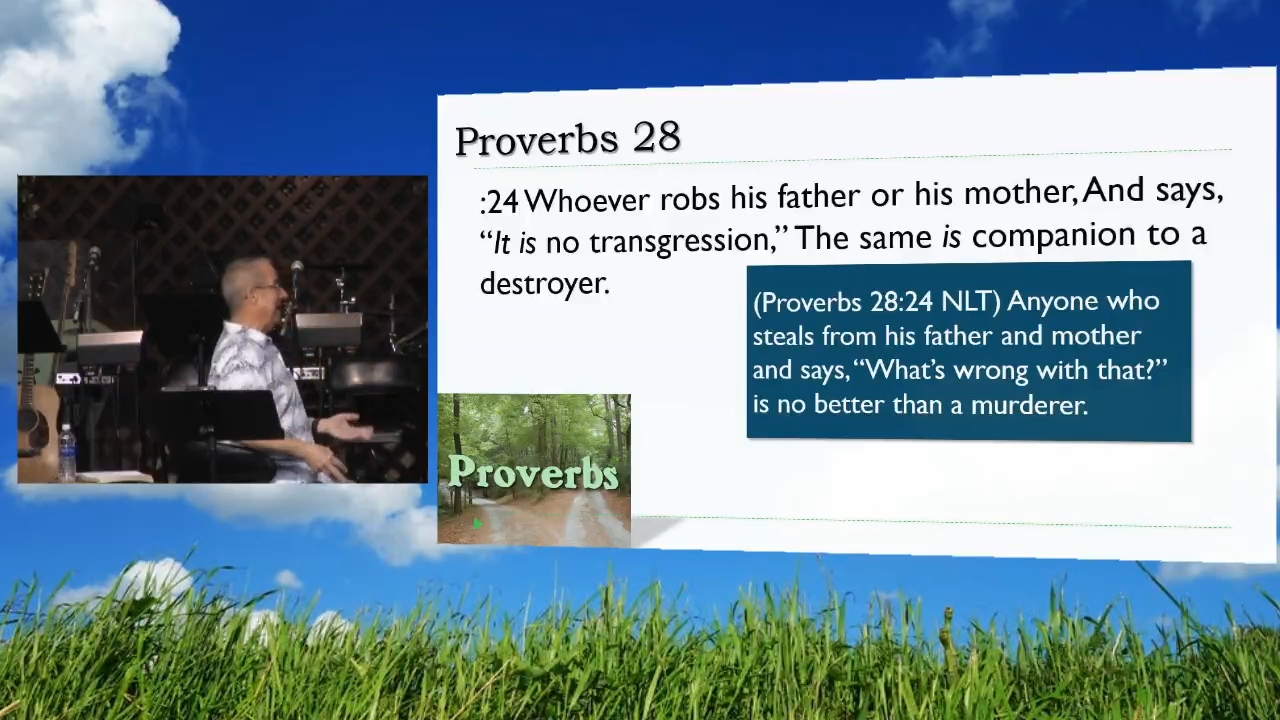 Proverbs 28
:24 Whoever robs his father or his mother, And says,
“It is no transgression,” The same is companion to a
destroyer.
(Proverbs 28:24 NLT) Anyone who
steals from his father and mother
and says, “What’s wrong with that?”
is no better than a murderer.
Proverbs